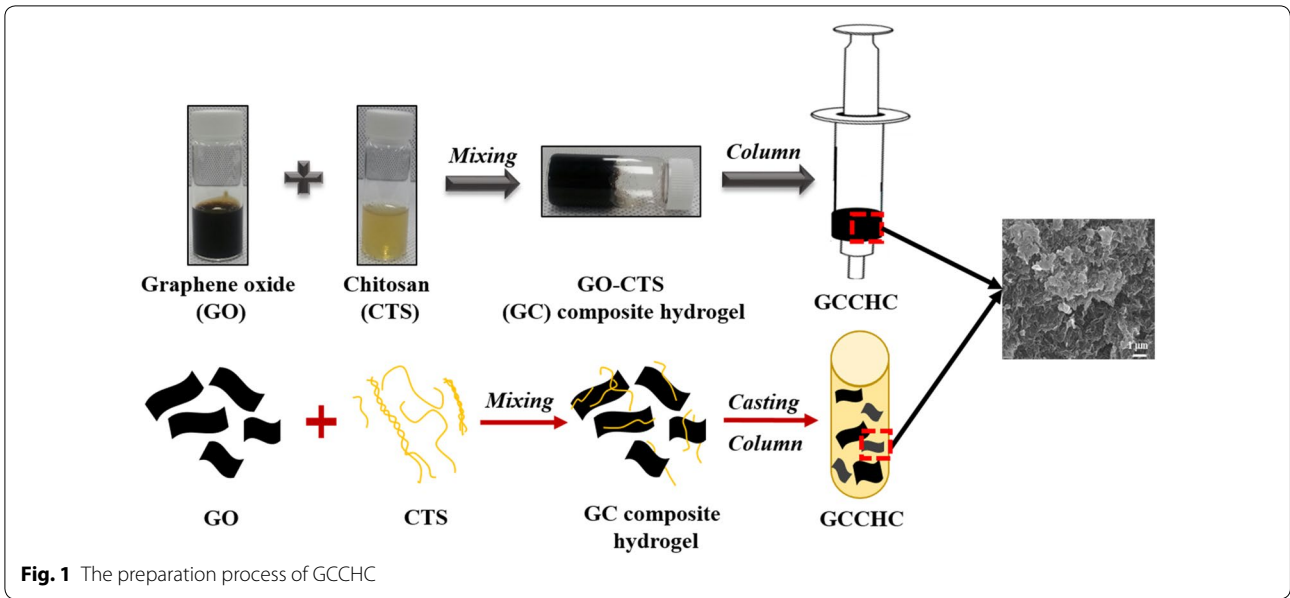 Mixing
Column
Graphene oxide
(GO)
Chitosan
(CTS)
GO-CTS
(GC) composite hydrogel
GCCHC
1 μm
Mixing
Casting
Column
GO
CTS
GC composite
hydrogel
GCCHC
Fig. 1 The preparation process of GCCHC